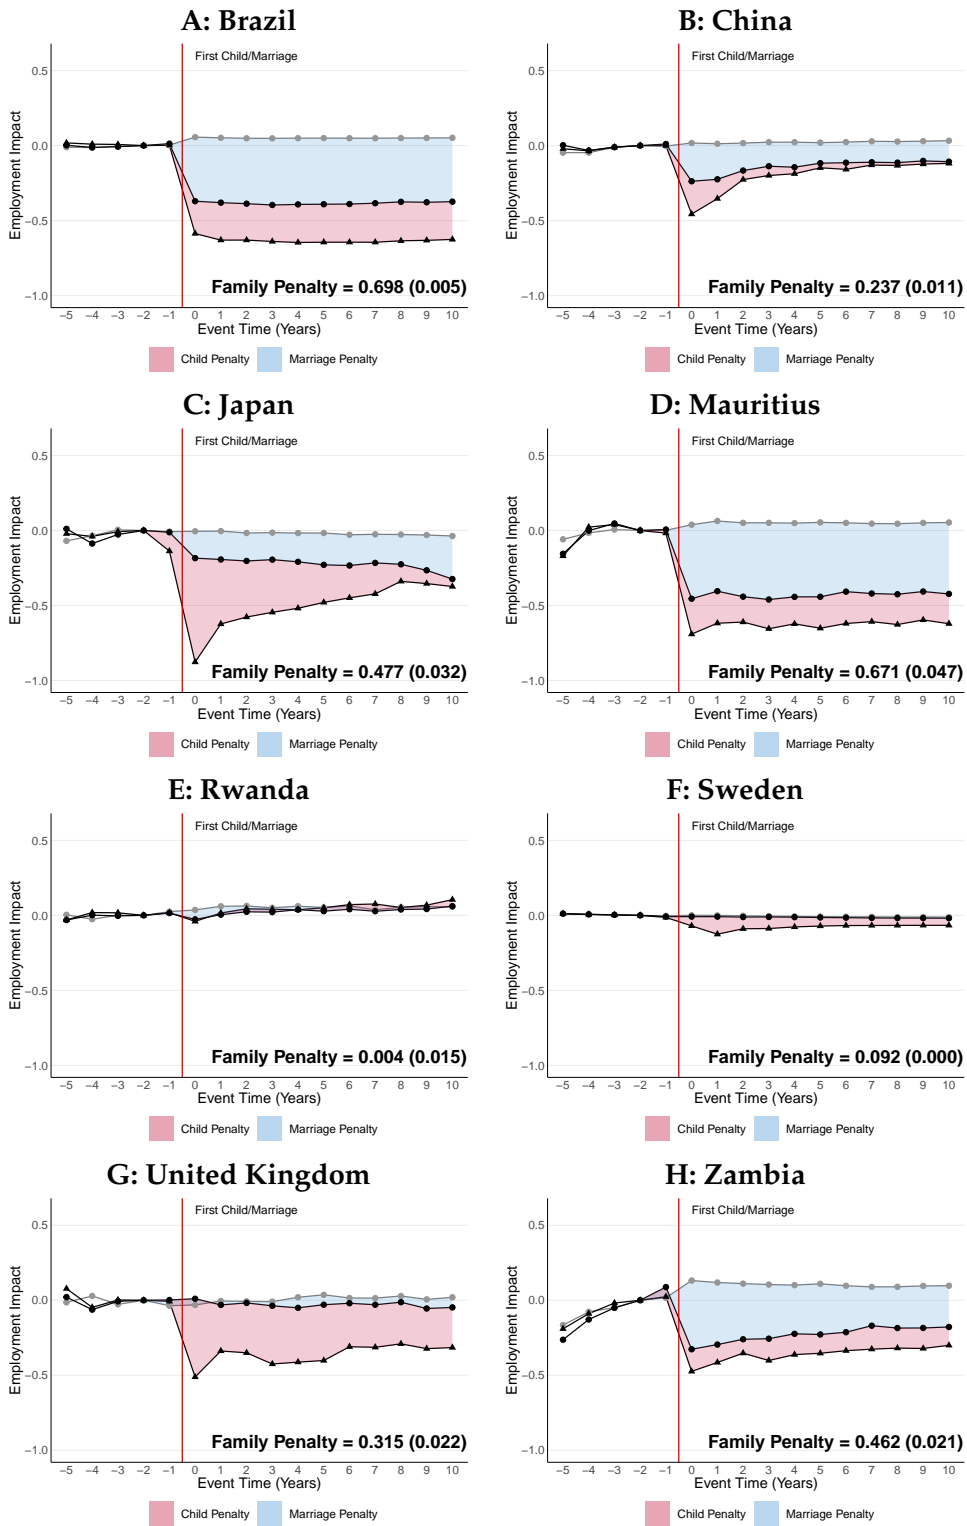 A: Brazil
First Child/Marriage
Employment Impact
0.5
0.0
−0.5
−1.0
Family Penalty = 0.698 (0.005)
−5 −4 −3 −2 −1 0 1 2 3 4 5 6 7 8 9 10
Event Time (Years)
Child Penalty Marriage Penalty
B: China
First Child/Marriage
Employment Impact
0.5
0.0
−0.5
−1.0
Family Penalty = 0.237 (0.011)
−5 −4 −3 −2 −1 0 1 2 3 4 5 6 7 8 9 10
Event Time (Years)
Child Penalty Marriage Penalty
C: Japan
First Child/Marriage
Employment Impact
0.5
0.0
−0.5
−1.0
Family Penalty = 0.477 (0.032)
−5 −4 −3 −2 −1 0 1 2 3 4 5 6 7 8 9 10
Event Time (Years)
Child Penalty Marriage Penalty
D: Mauritius
First Child/Marriage
Employment Impact
0.5
0.0
−0.5
−1.0
Family Penalty = 0.671 (0.047)
−5 −4 −3 −2 −1 0 1 2 3 4 5 6 7 8 9 10
Event Time (Years)
Child Penalty Marriage Penalty
E: Rwanda
First Child/Marriage
Employment Impact
0.5
0.0
−0.5
−1.0
Family Penalty = 0.004 (0.015)
−5 −4 −3 −2 −1 0 1 2 3 4 5 6 7 8 9 10
Event Time (Years)
Child Penalty Marriage Penalty
F: Sweden
First Child/Marriage
Employment Impact
0.5
0.0
−0.5
−1.0
Family Penalty = 0.092 (0.000)
−5 −4 −3 −2 −1 0 1 2 3 4 5 6 7 8 9 10
Event Time (Years)
Child Penalty Marriage Penalty
G: United Kingdom
First Child/Marriage
Employment Impact
0.5
0.0
−0.5
−1.0
Family Penalty = 0.315 (0.022)
−5 −4 −3 −2 −1 0 1 2 3 4 5 6 7 8 9 10
Event Time (Years)
Child Penalty Marriage Penalty
H: Zambia
First Child/Marriage
Employment Impact
0.5
0.0
−0.5
−1.0
Family Penalty = 0.462 (0.021)
−5 −4 −3 −2 −1 0 1 2 3 4 5 6 7 8 9 10
Event Time (Years)
Child Penalty Marriage Penalty